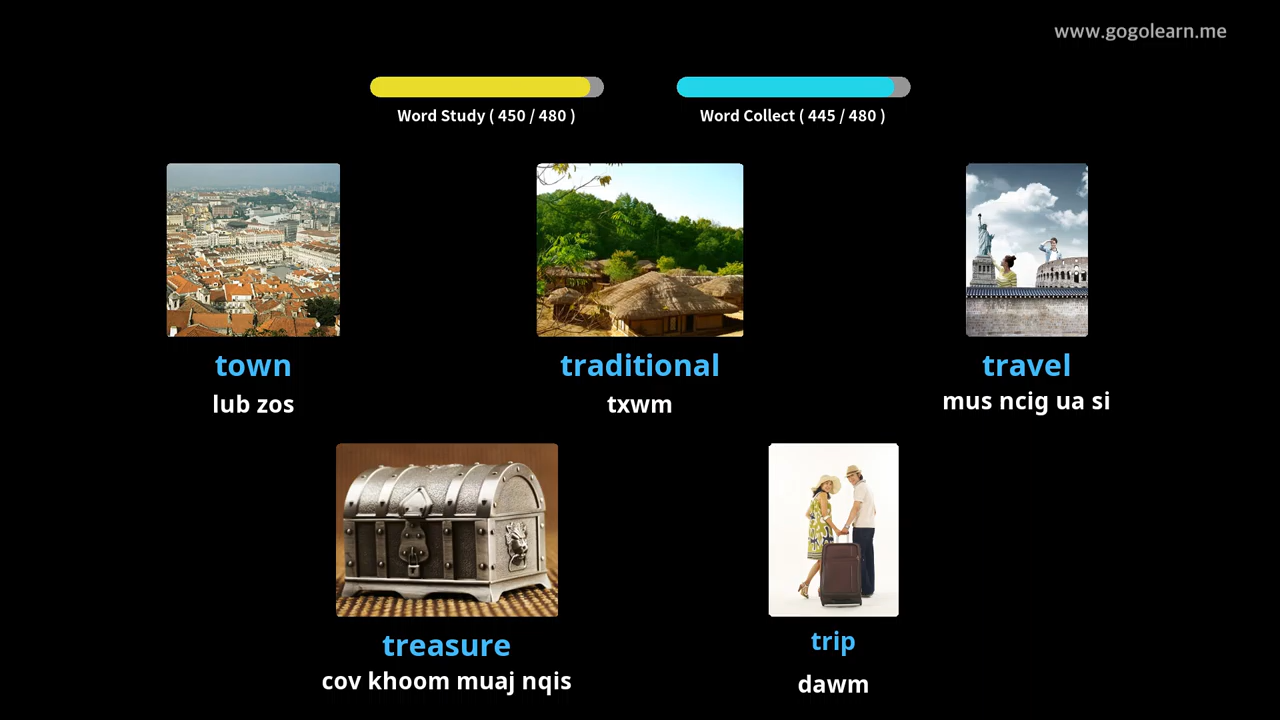 www.gogolearn.me
Word Study ( 450 / 480 )
Word Collect ( 445 / 480 )
town
lub zos
traditional
txwm
travel
mus ncig ua si
treasure
cov khoom muaj nqis
trip
dawm